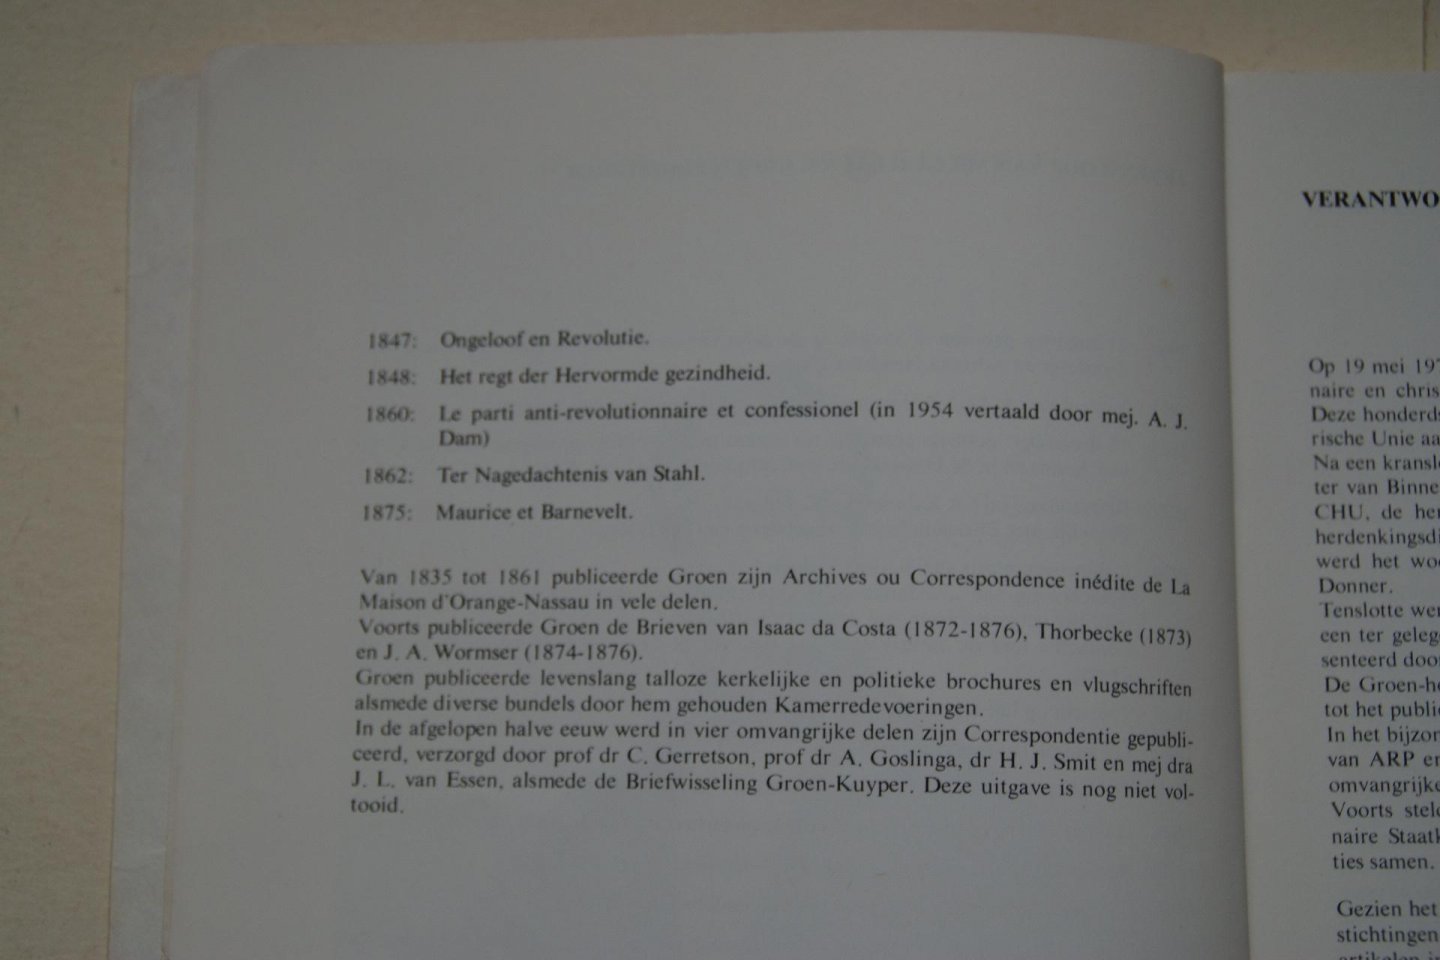 1847: Ongeloof en Revolutie.
1848: Het regt der Hervormde gezindheid.
1860: Le parti anti-revolutionnaire et confessionel (in 1954 vertaald door mej. A. J.
Dam)
1862: Ter Nagedachtenis van Stahl.
1875: Maurice et Barnevelt.
Van 1835 tot 1861 publiceerde Groen zijn Archives ou Correspondence inédite de La
Maison d'Orange-Nassau in vele delen.
Voorts publiceerde Groen de Brieven van Isaac da Costa (1872-1876), Thorbecke (1873)
en J. A. Wormser (1874-1876).
Groen publiceerde levenslang talloze kerkelijke en politieke brochures en vlugschriften
alsmede diverse bundels door hem gehouden Kamerredevoeringen.
In de afgelopen halve eeuw werd in vier omvangrijke delen zijn Correspondentie gepubli-
ceerd, verzorgd door prof dr C. Gerretson, prof dr A. Goslinga, dr H. J. Smit en mej dra
J. L. van Essen, alsmede de Briefwisseling Groen-Kuyper. Deze uitgave is nog niet vol-
tooid.
VERANTWO
Op 19 mei 197
naire en chris
Deze honderds
rische Unie aa
Na een kransl
ter van Binne
CHU, de her
herdenkingsdi
werd het woo
Donner.
Tenslotte wer
een ter geleg
senteerd door
De Groen-he
tot het public
In het bijzon
van ARP en
omvangrijke
Voorts stel
naire Staatk
ties samen.
Gezien het
stichtingen